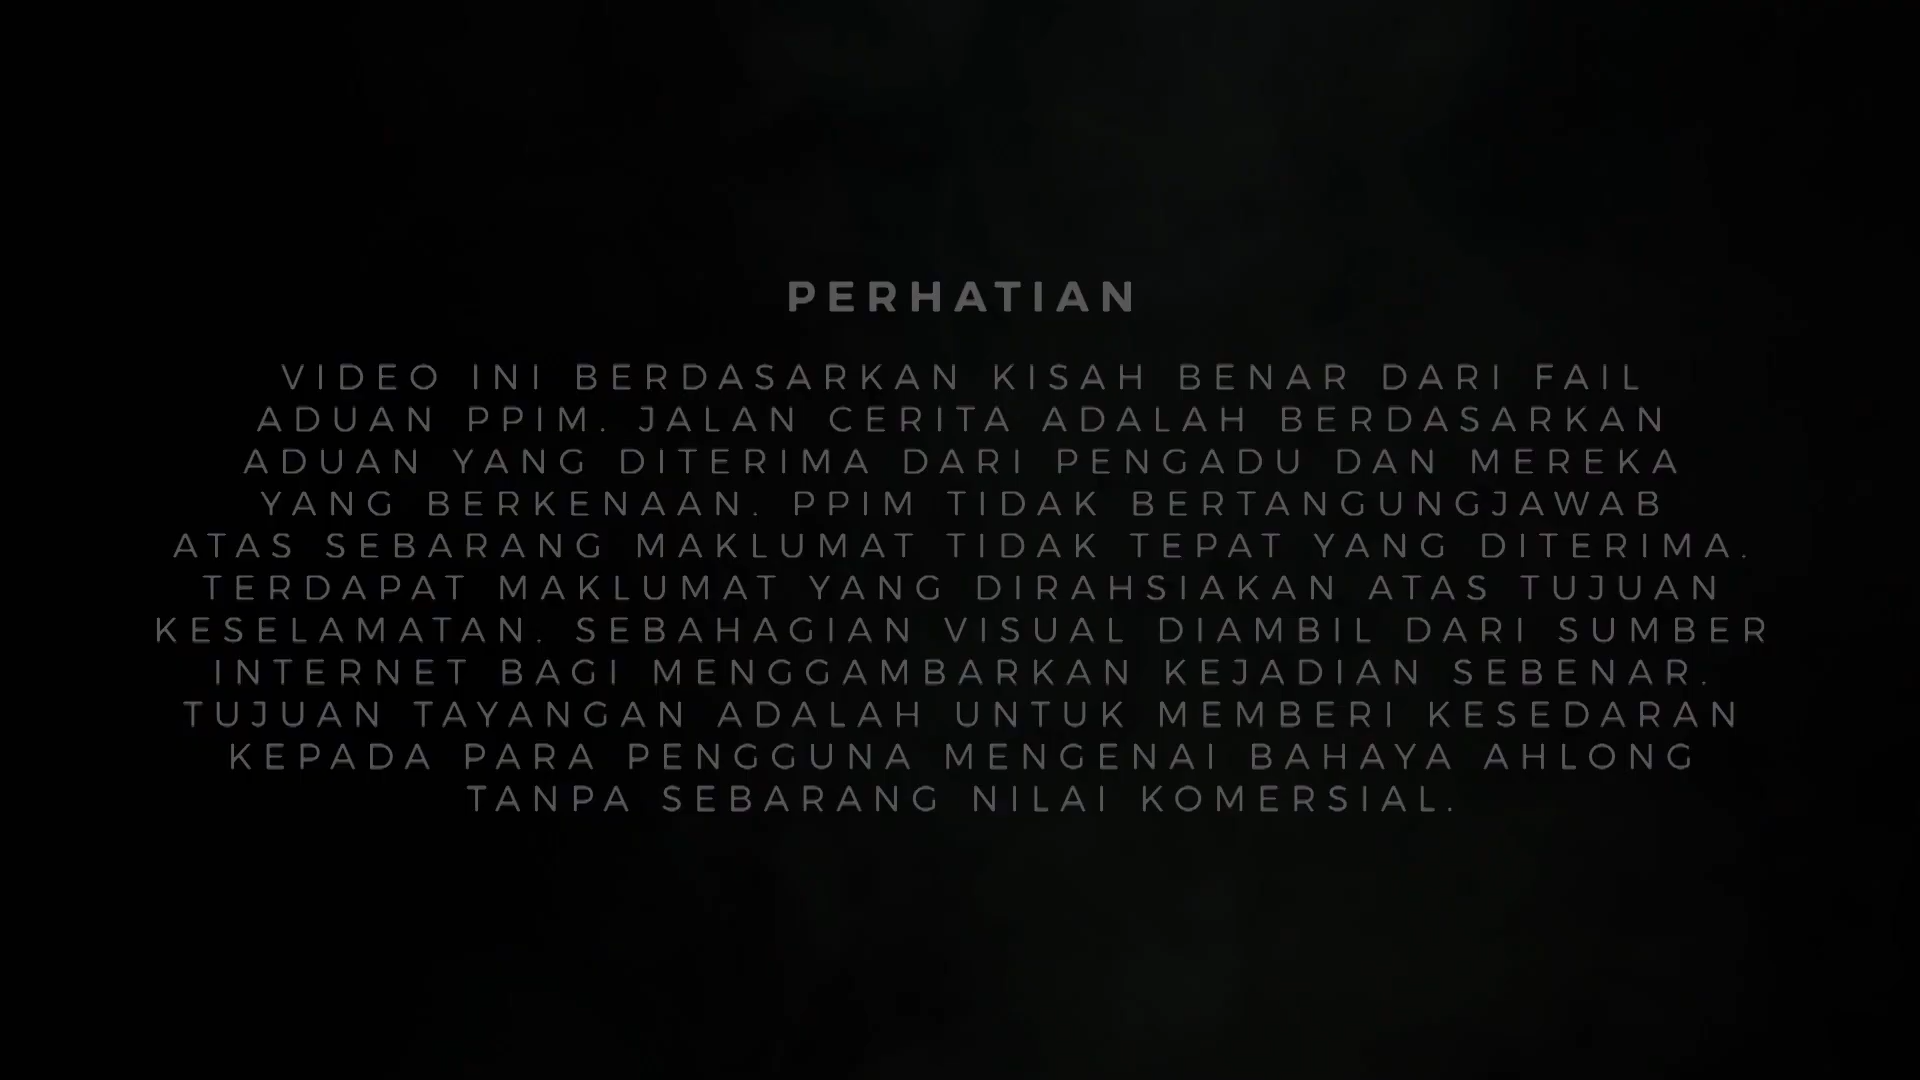 PERHATIAN
VIDEO INI BERDASARKAN KISAH BENAR DARI FAIL
ADUAN PPIM. JALAN CERITA ADALAH BERDASARKAN
ADUAN YANG DITERIMA DARI PENGADU DAN MEREKA
YANG BERKENAAN. PPIM TIDAK BERTANGUNGJAWAB
ATAS SEBARANG MAKLUMAT TIDAK TEPAT YANG DITERIMA.
TERDAPAT MAKLUMAT YANG DIRAHSIAKAN ATAS TUJUAN
KESELAMATAN. SEBAHAGIAN VISUAL DIAMBIL DARI SUMBER
INTERNET BAGI MENGGAMBARKAN KEJADIAN SEBENAR.
TUJUAN TAYANGAN ADALAH UNTUK MEMBERI KESEDARAN
KEPADA PARA PENGGUNA MENGENAI BAHAYA AHLONG
TANPA SEBARANG NILAI KOMERSIAL.